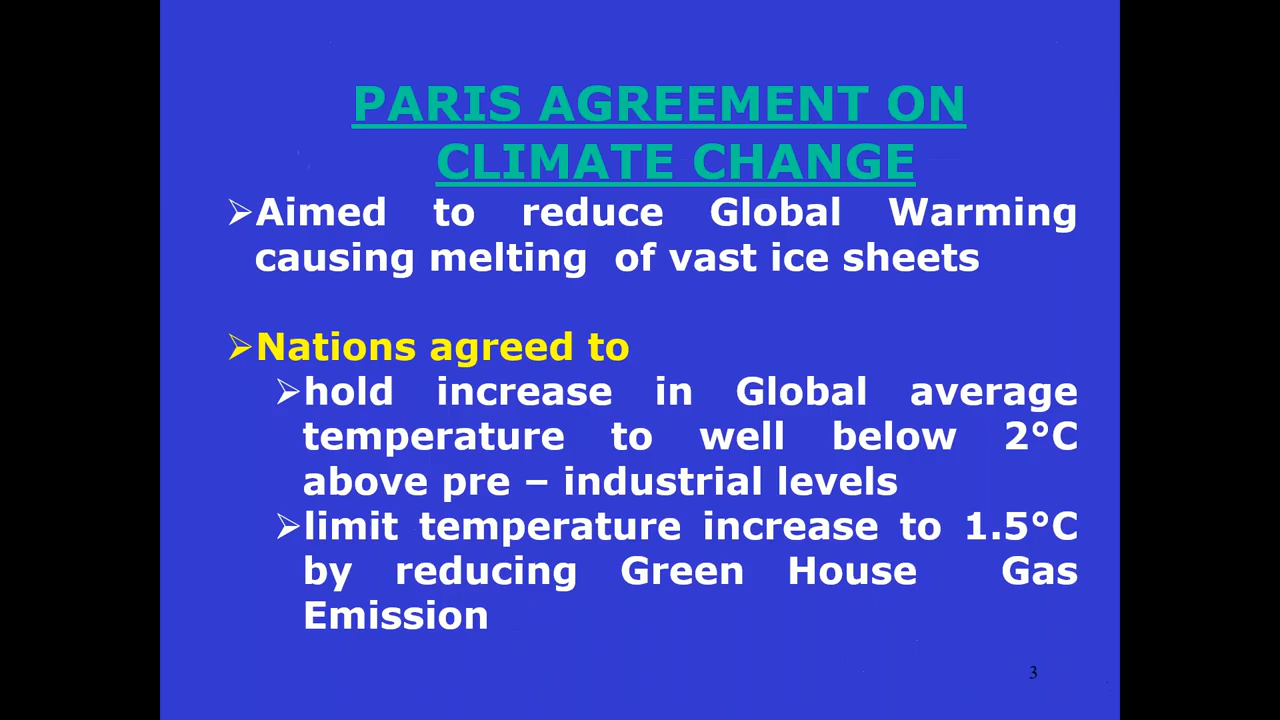 PARIS AGREEMENT ON
CLIMATE CHANGE
➢Aimed to reduce Global Warming
causing melting of vast ice sheets
➢Nations agreed to
➢hold increase in Global average
temperature to well below 2°C
above pre – industrial levels
➢limit temperature increase to 1.5°C
by reducing Green House Gas
Emission
3